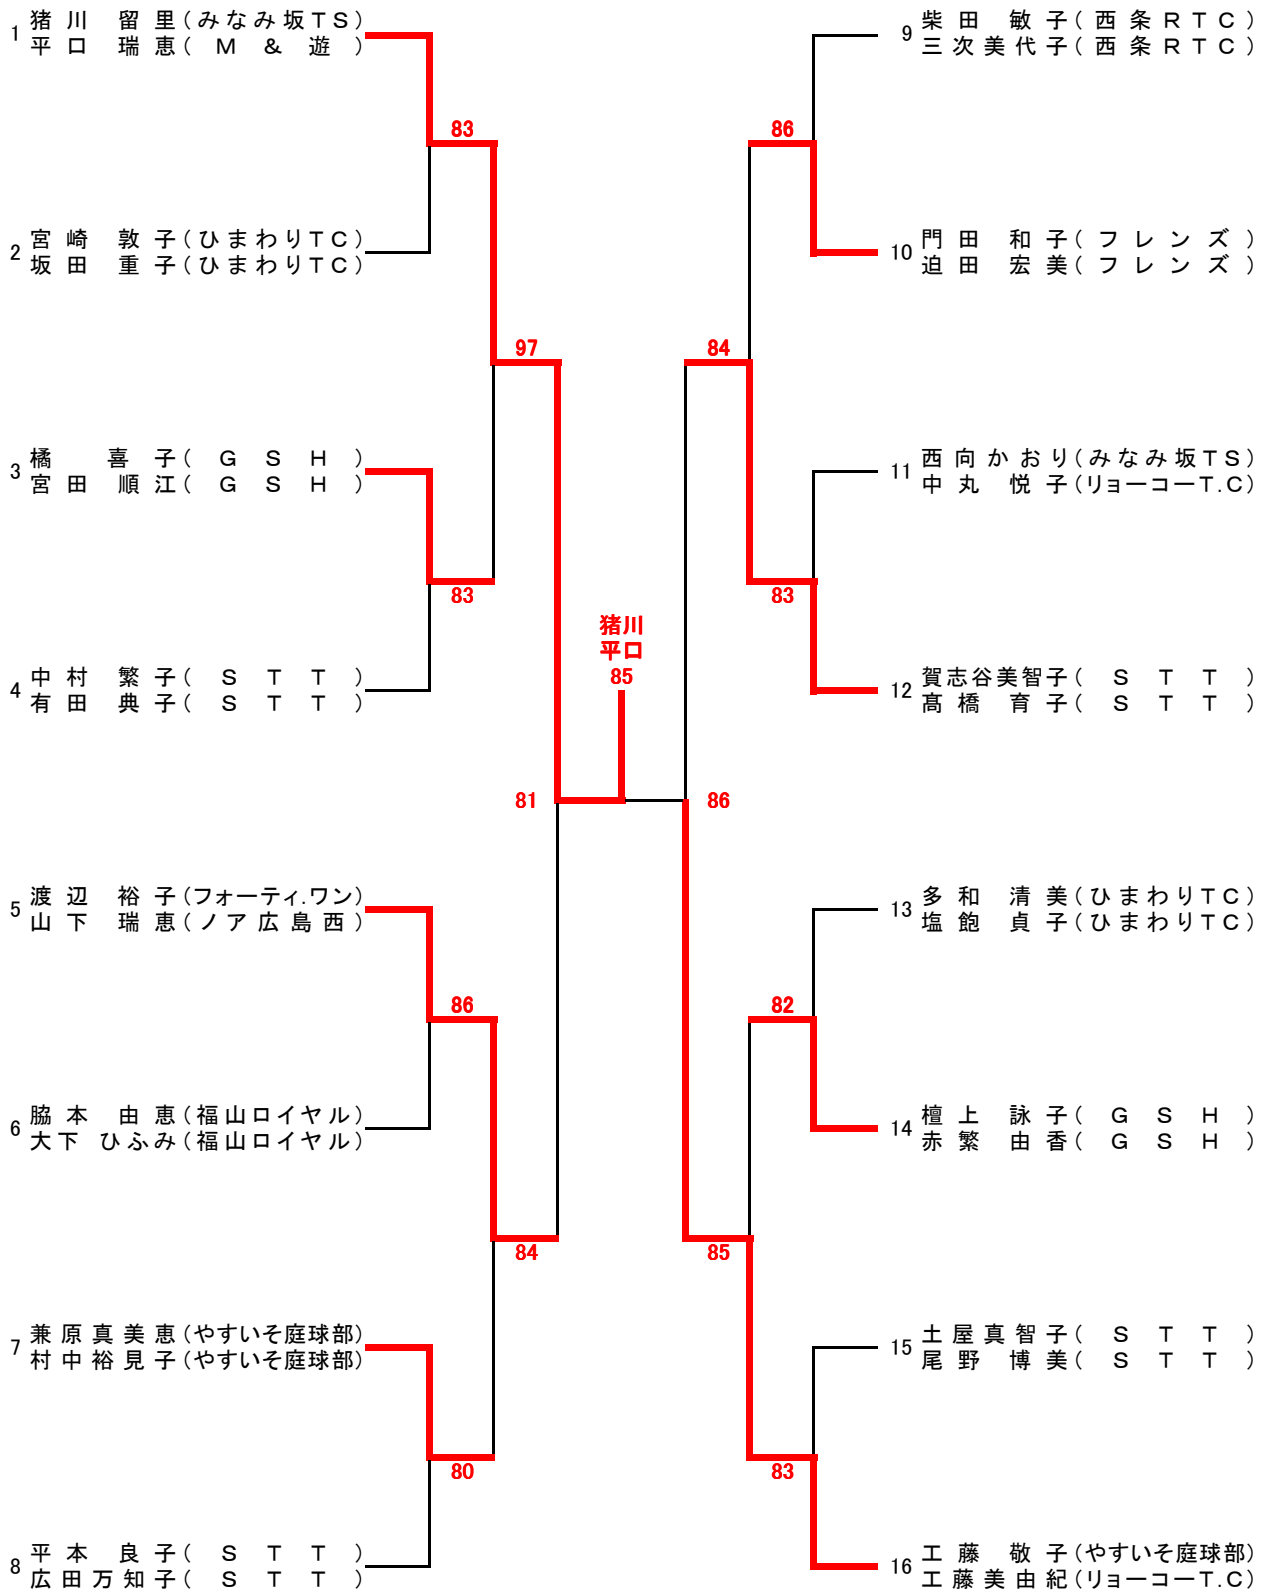 1 猪川 留里(みなみ坂TS)
平口 瑞恵(M&遊)
83
2 宮崎 敦子(ひまわりTC)
坂田 重子(ひまわりTC)
97
3 橘 喜子(GSH)
宮田 順江(GSH)
83
4 中村 繁子(STT)
有田 典子(STT)
81
5 渡辺 裕子(フォーティ.ワン)
山下 瑞恵(ノア広島西)
86
6 脇本 由恵(福山ロイヤル)
大下 ひふみ(福山ロイヤル)
84
7 兼原真美恵(やすいそ庭球部)
村中裕見子(やすいそ庭球部)
80
8 平本 良子(STT)
広田万知子(STT)
猪川
平口
85
9 柴田 敏子(西条RTC)
三次美代子(西条RTC)
86
10 門田 和子(フレンズ)
迫田 宏美(フレンズ)
84
11 西向かおり(みなみ坂TS)
中丸 悦子(リョーコーT.C)
83
12 賀志谷美智子(STT)
髙橋 育子(STT)
86
13 多和 清美(ひまわりTC)
塩飽 貞子(ひまわりTC)
82
14 檀上 詠子(GSH)
赤繁 由香(GSH)
85
15 土屋真智子(STT)
尾野 博美(STT)
83
16 工藤 敬子(やすいそ庭球部)
工藤美由紀(リョーコーT.C)